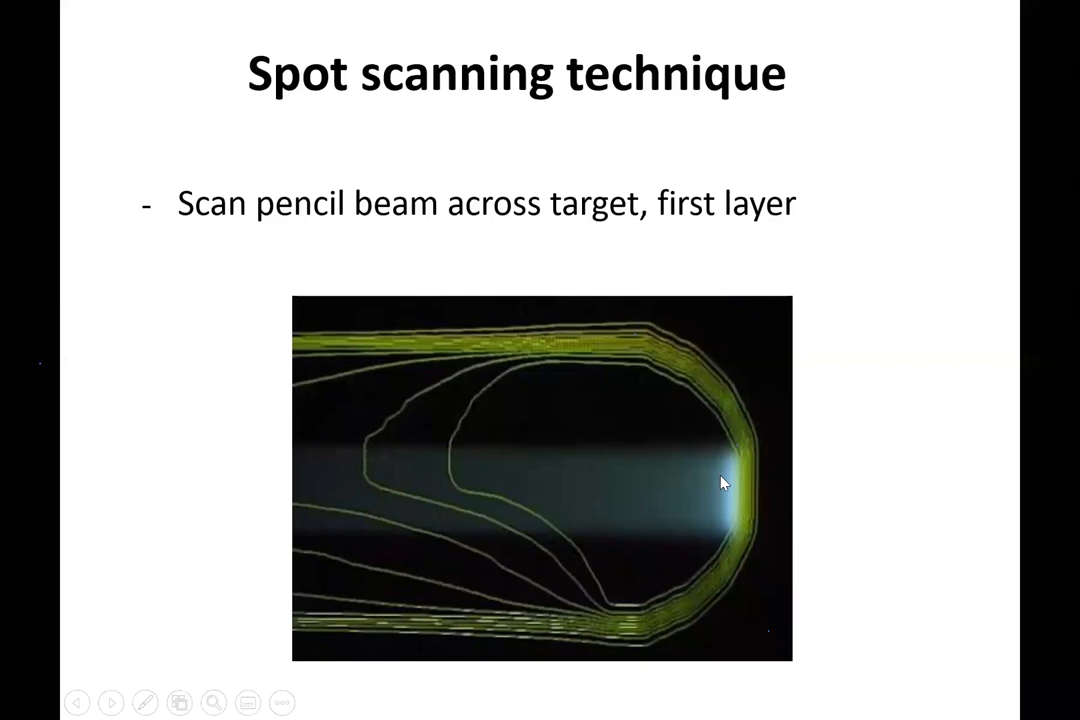 Spot scanning technique
- Scan pencil beam across target, first layer